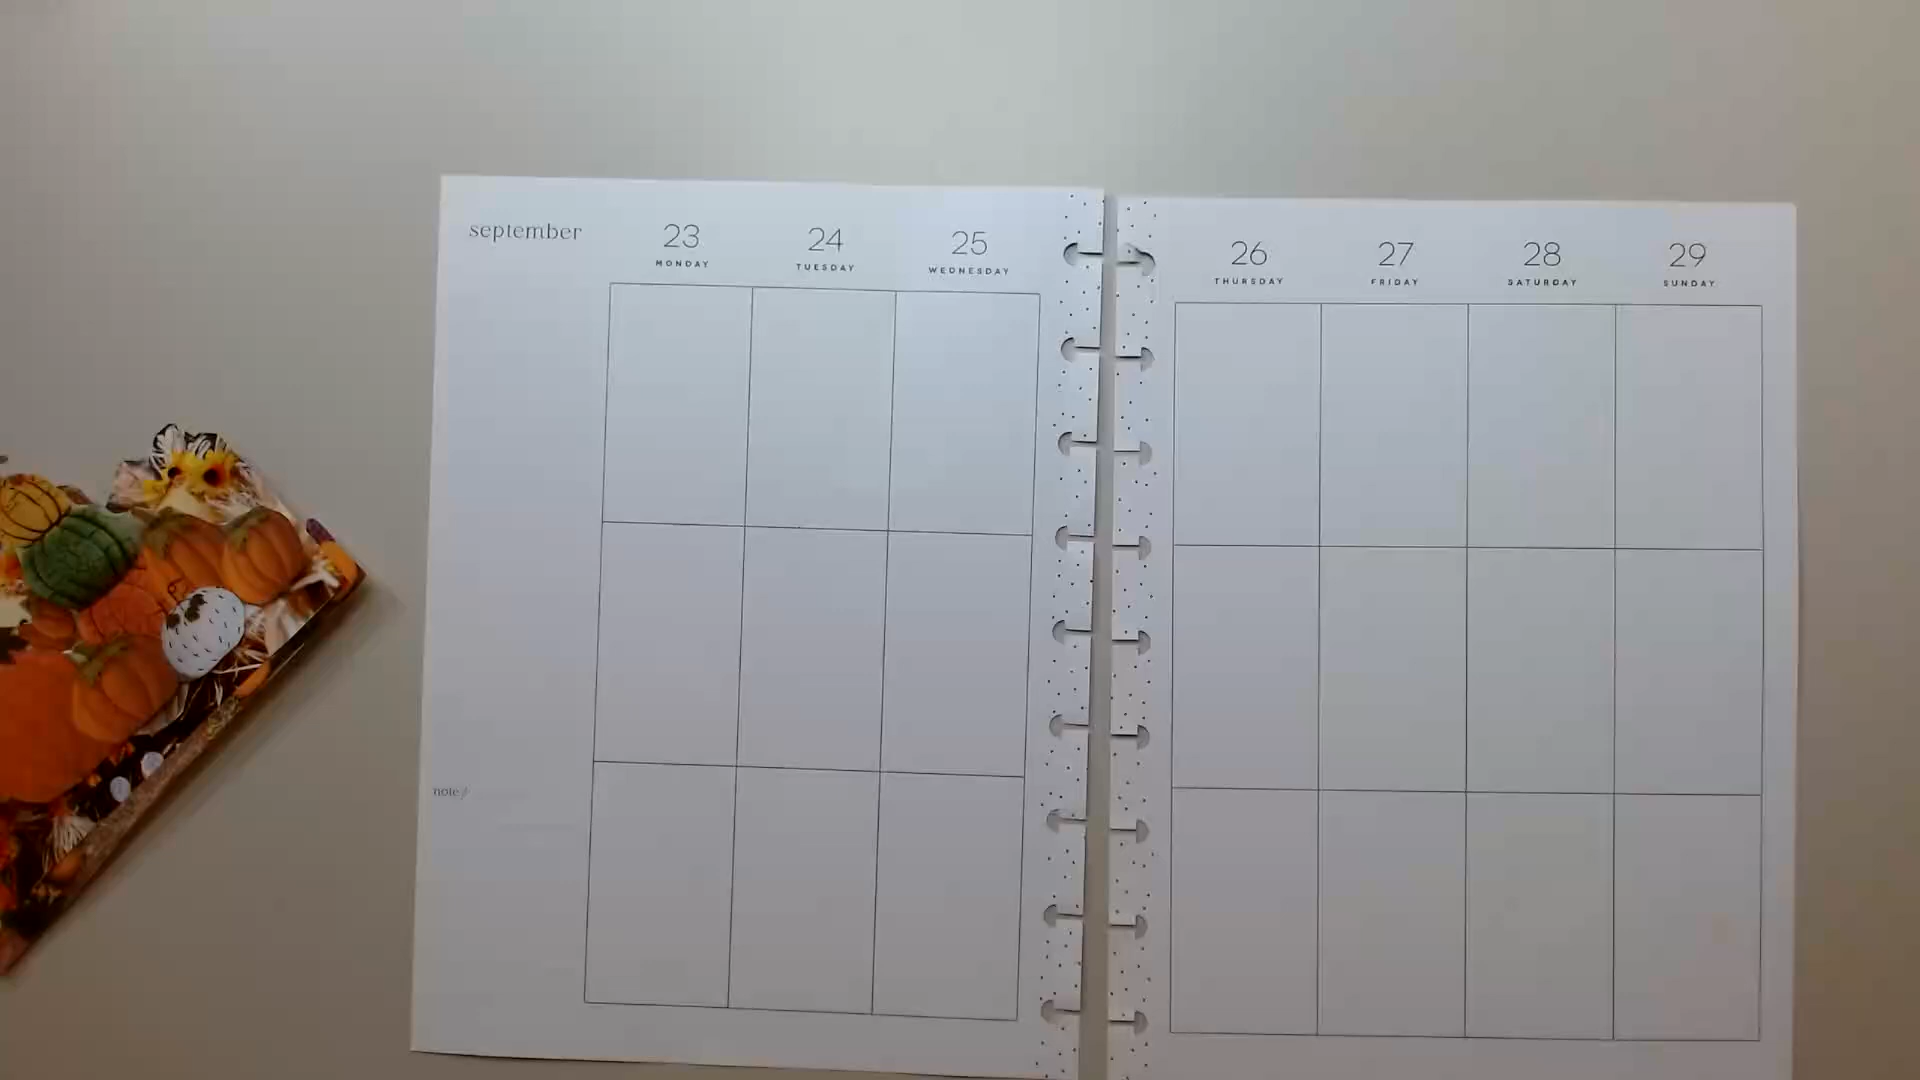 september
23 24 25
MONDAY TUESDAY WEDNESDAY
26 27 28 29
THURSDAY FRIDAY SATURDAY SUNDAY
note/